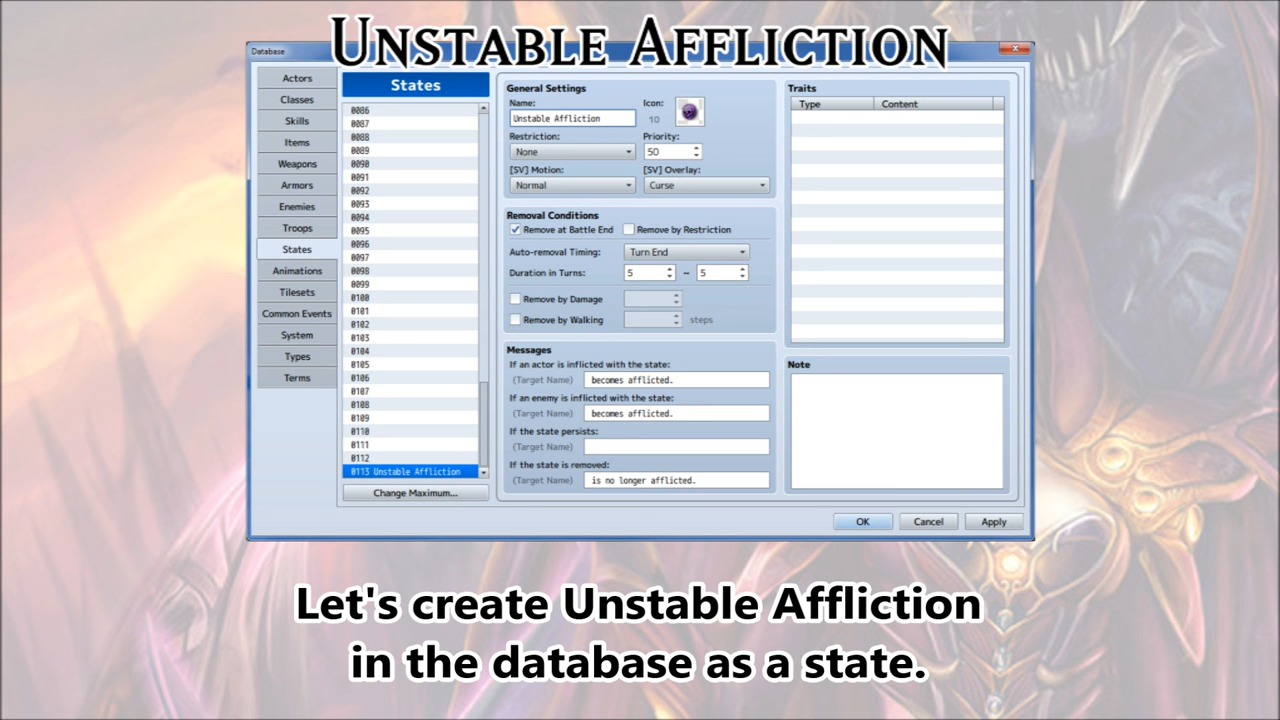 UNSTABLE AFFLICTION
Database
Actors
Classes
Skills
Items
Weapons
Armors
Enemies
Troops
States
Animations
Tilesets
Common Events
System
Types
Terms
States
0086
0087
0088
0089
0090
0091
0092
0093
0094
0095
0096
0097
0098
0099
0100
0101
0102
0103
0104
0105
0106
0107
0108
0109
0110
0111
0112
0113 Unstable Affliction
Change Maximum...
General Settings
Name: Icon:
Unstable Affliction 10
Restriction: Priority:
None 50
[SV] Motion: [SV] Overlay:
Normal Curse
Removal Conditions
Remove at Battle End Remove by Restriction
Auto-removal Timing: Turn End
Duration in Turns: 5 ~ 5
Remove by Damage
Remove by Walking steps
Messages
If an actor is inflicted with the state:
(Target Name) becomes afflicted.
If an enemy is inflicted with the state:
(Target Name) becomes afflicted.
If the state persists:
(Target Name)
If the state is removed:
(Target Name) is no longer afflicted.
Traits
Type Content
Note
OK Cancel Apply
Let's create Unstable Affliction
in the database as a state.